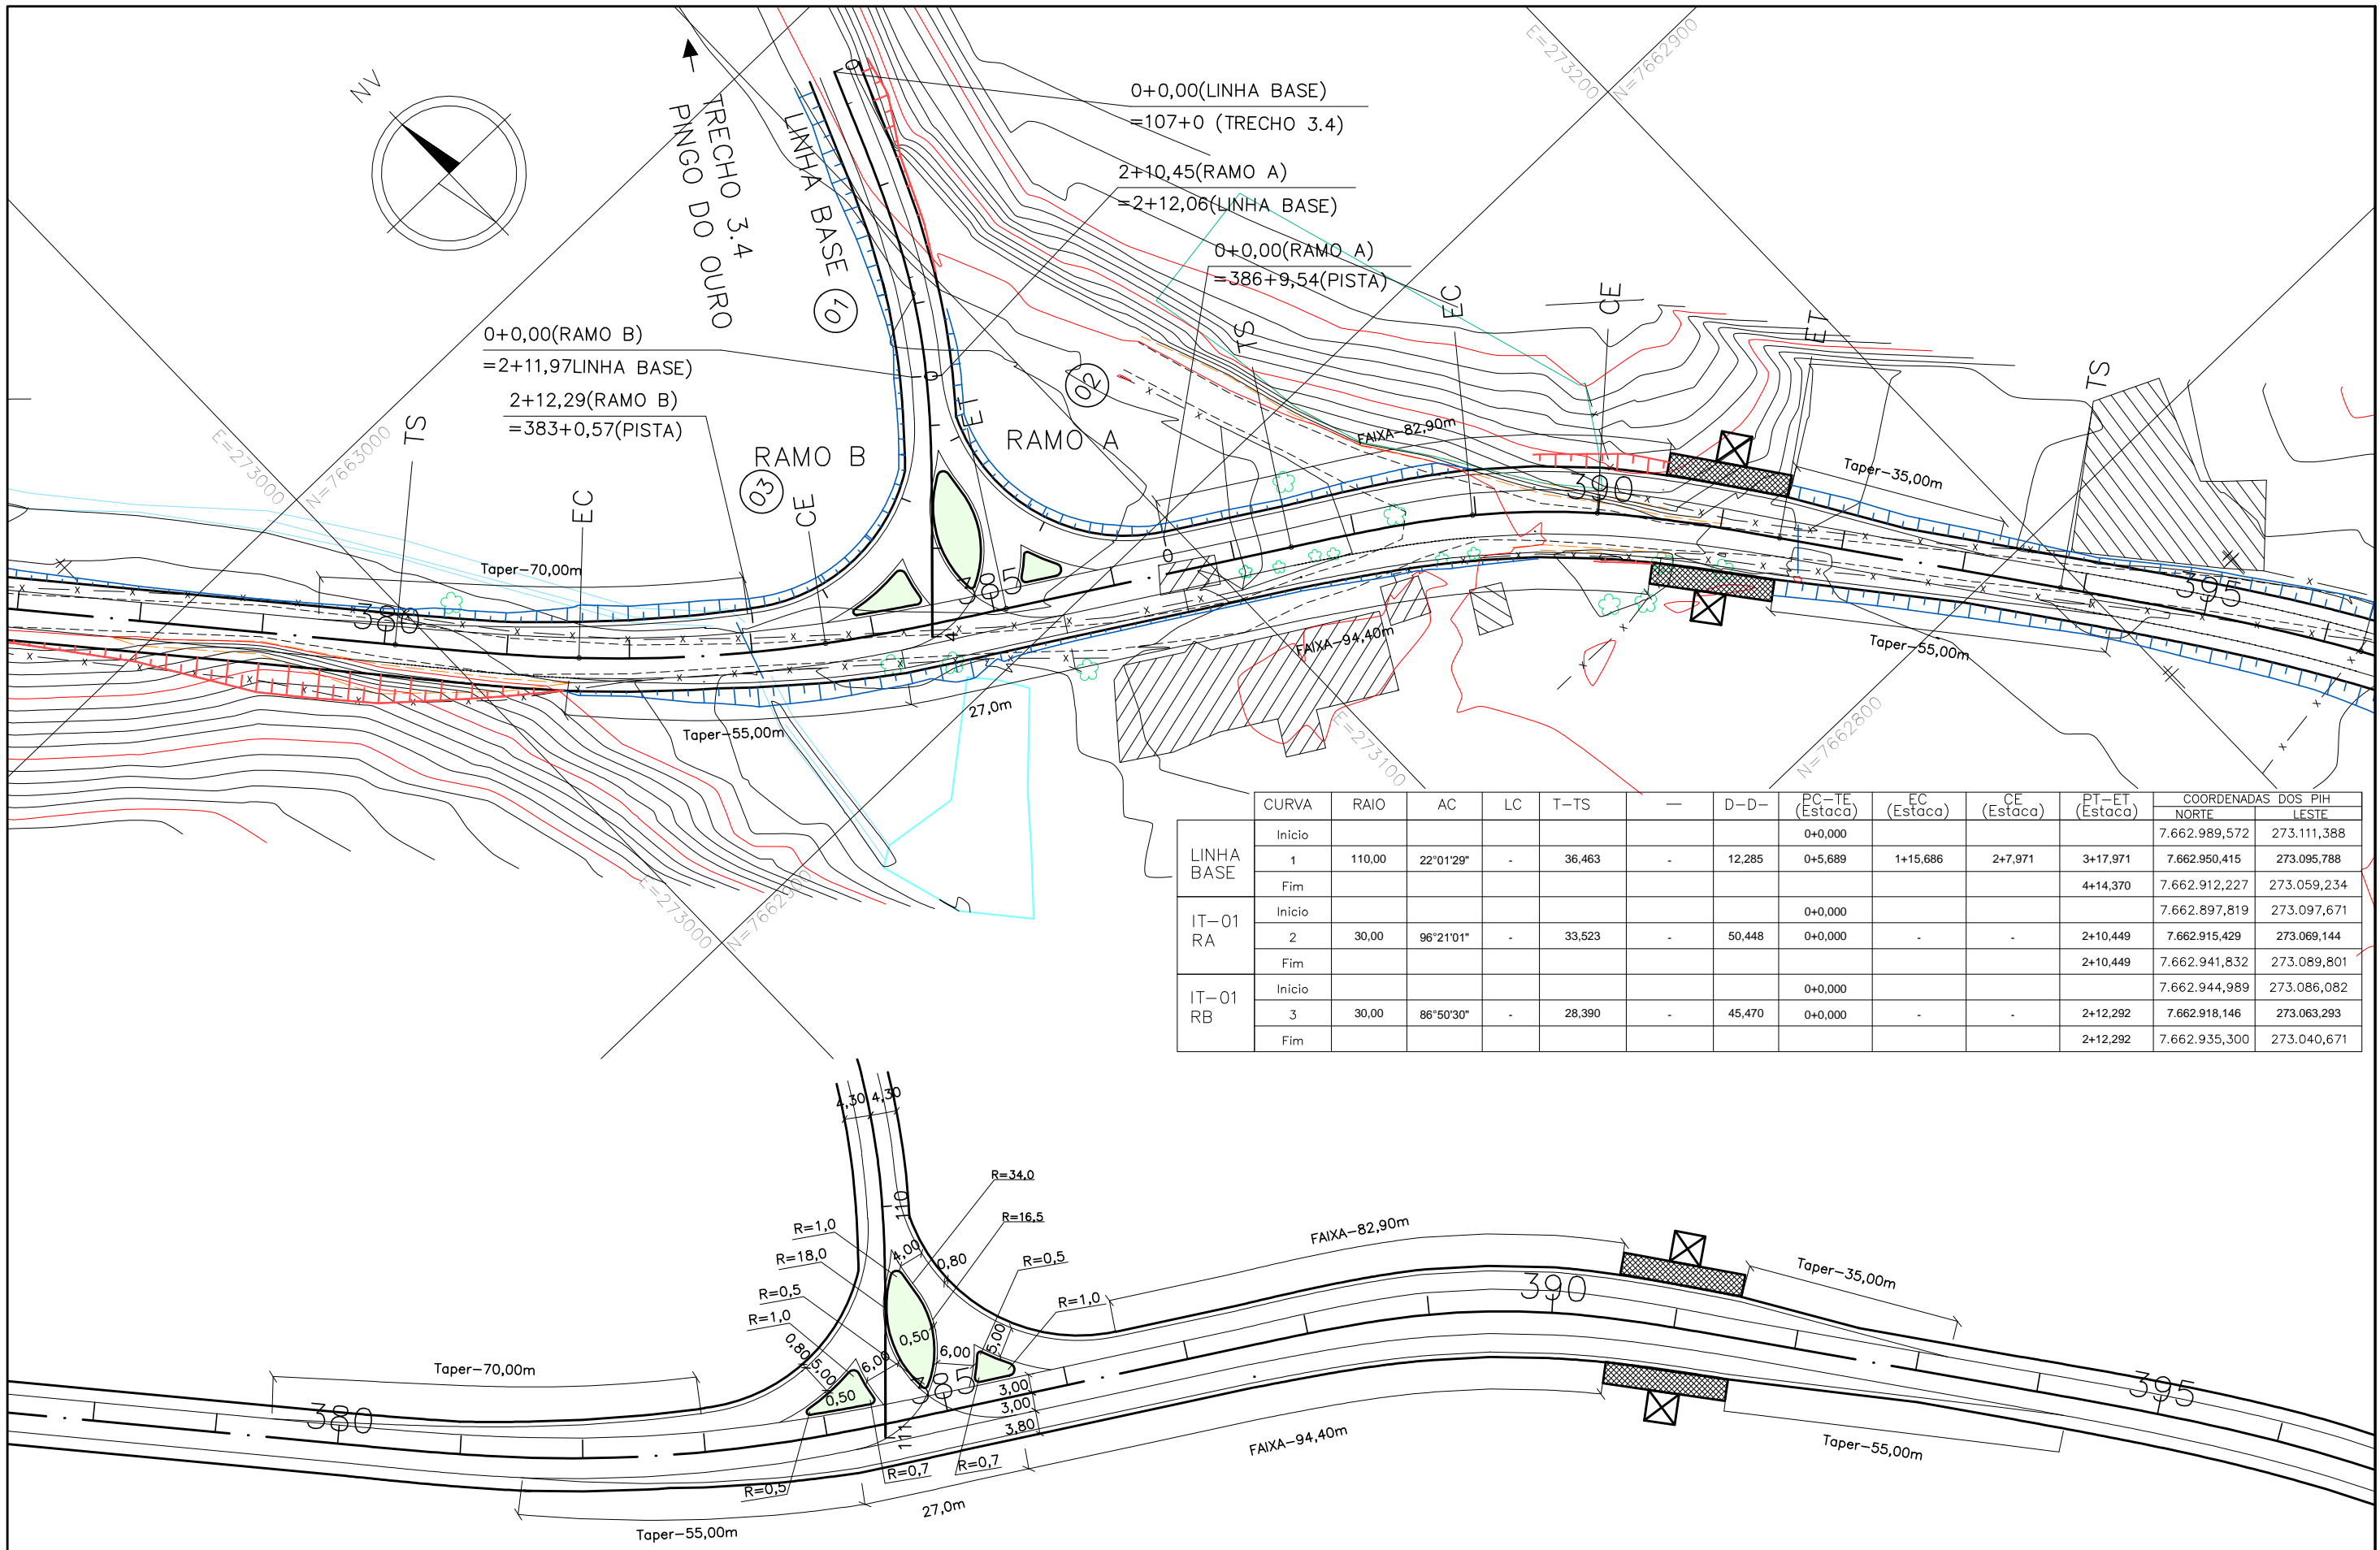 NV
TRECHO 3.4
PINGO DO OURO
LINHA BASE
01
0+0,00(LINHA BASE)
=107+0 (TRECHO 3.4)
2+10,45(RAMO A)
=2+12,06(LINHA BASE)
0+0,00(RAMO A)
=386+9,54(PISTA)
0+0,00(RAMO B)
=2+11,97LINHA BASE)
2+12,29(RAMO B)
=383+0,57(PISTA)
E=273200
N=7662900
E=273000
N=7663000
TS
EC
CE
ET
TS
EC
CE
ET
TS
RAMO B
03
RAMO A
02
0
0
0
4
380
385
390
395
Taper-70,00m
Taper-55,00m
27,0m
FAIXA-82,90m
FAIXA-94,40m
Taper-35,00m
Taper-55,00m
E=273100
N=7662800
E=273000
N=7662900
CURVA RAIO AC LC T-TS — D-D- PC-TE (Estaca) EC (Estaca) CE (Estaca) PT-ET (Estaca) COORDENADAS DOS PIH
NORTE LESTE
LINHA BASE
Inicio 0+0,000 7.662.989,572 273.111,388
1 110,00 22°01'29" - 36,463 - 12,285 0+5,689 1+15,686 2+7,971 3+17,971 7.662.950,415 273.095,788
Fim 4+14,370 7.662.912,227 273.059,234
IT-01 RA
Inicio 0+0,000 7.662.897,819 273.097,671
2 30,00 96°21'01" - 33,523 - 50,448 0+0,000 - - 2+10,449 7.662.915,429 273.069,144
Fim 2+10,449 7.662.941,832 273.089,801
IT-01 RB
Inicio 0+0,000 7.662.944,989 273.086,082
3 30,00 86°50'30" - 28,390 - 45,470 0+0,000 - - 2+12,292 7.662.918,146 273.063,293
Fim 2+12,292 7.662.935,300 273.040,671
4,30 4,30
110
R=34,0
R=16,5
R=1,0
R=18,0
R=0,5
R=1,0
4,00
0,80
R=0,5
R=1,0
0,80
5,00
6,00
0,50
0,50
6,00
5,00
3,00
3,00
3,80
111
R=0,5
R=0,7
R=0,7
380
385
390
395
Taper-70,00m
Taper-55,00m
27,0m
FAIXA-82,90m
FAIXA-94,40m
Taper-35,00m
Taper-55,00m